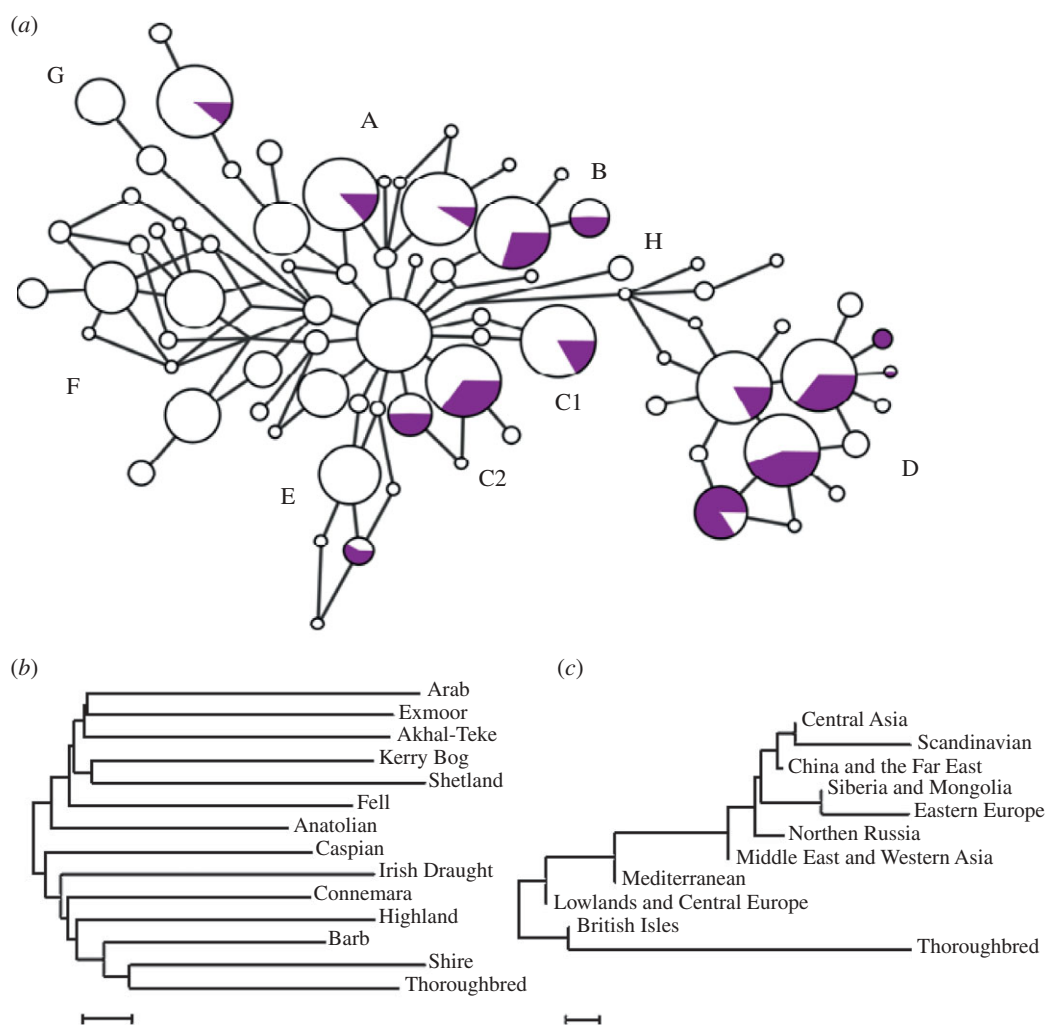 (a)
G
A
B
H
F
C1
D
C2
E
(b)
Arab
Exmoor
Akhal-Teke
Kerry Bog
Shetland
Fell
Anatolian
Caspian
Irish Draught
Connemara
Highland
Barb
Shire
Thoroughbred
(c)
Central Asia
Scandinavian
China and the Far East
Siberia and Mongolia
Eastern Europe
Northen Russia
Middle East and Western Asia
Mediterranean
Lowlands and Central Europe
British Isles
Thoroughbred